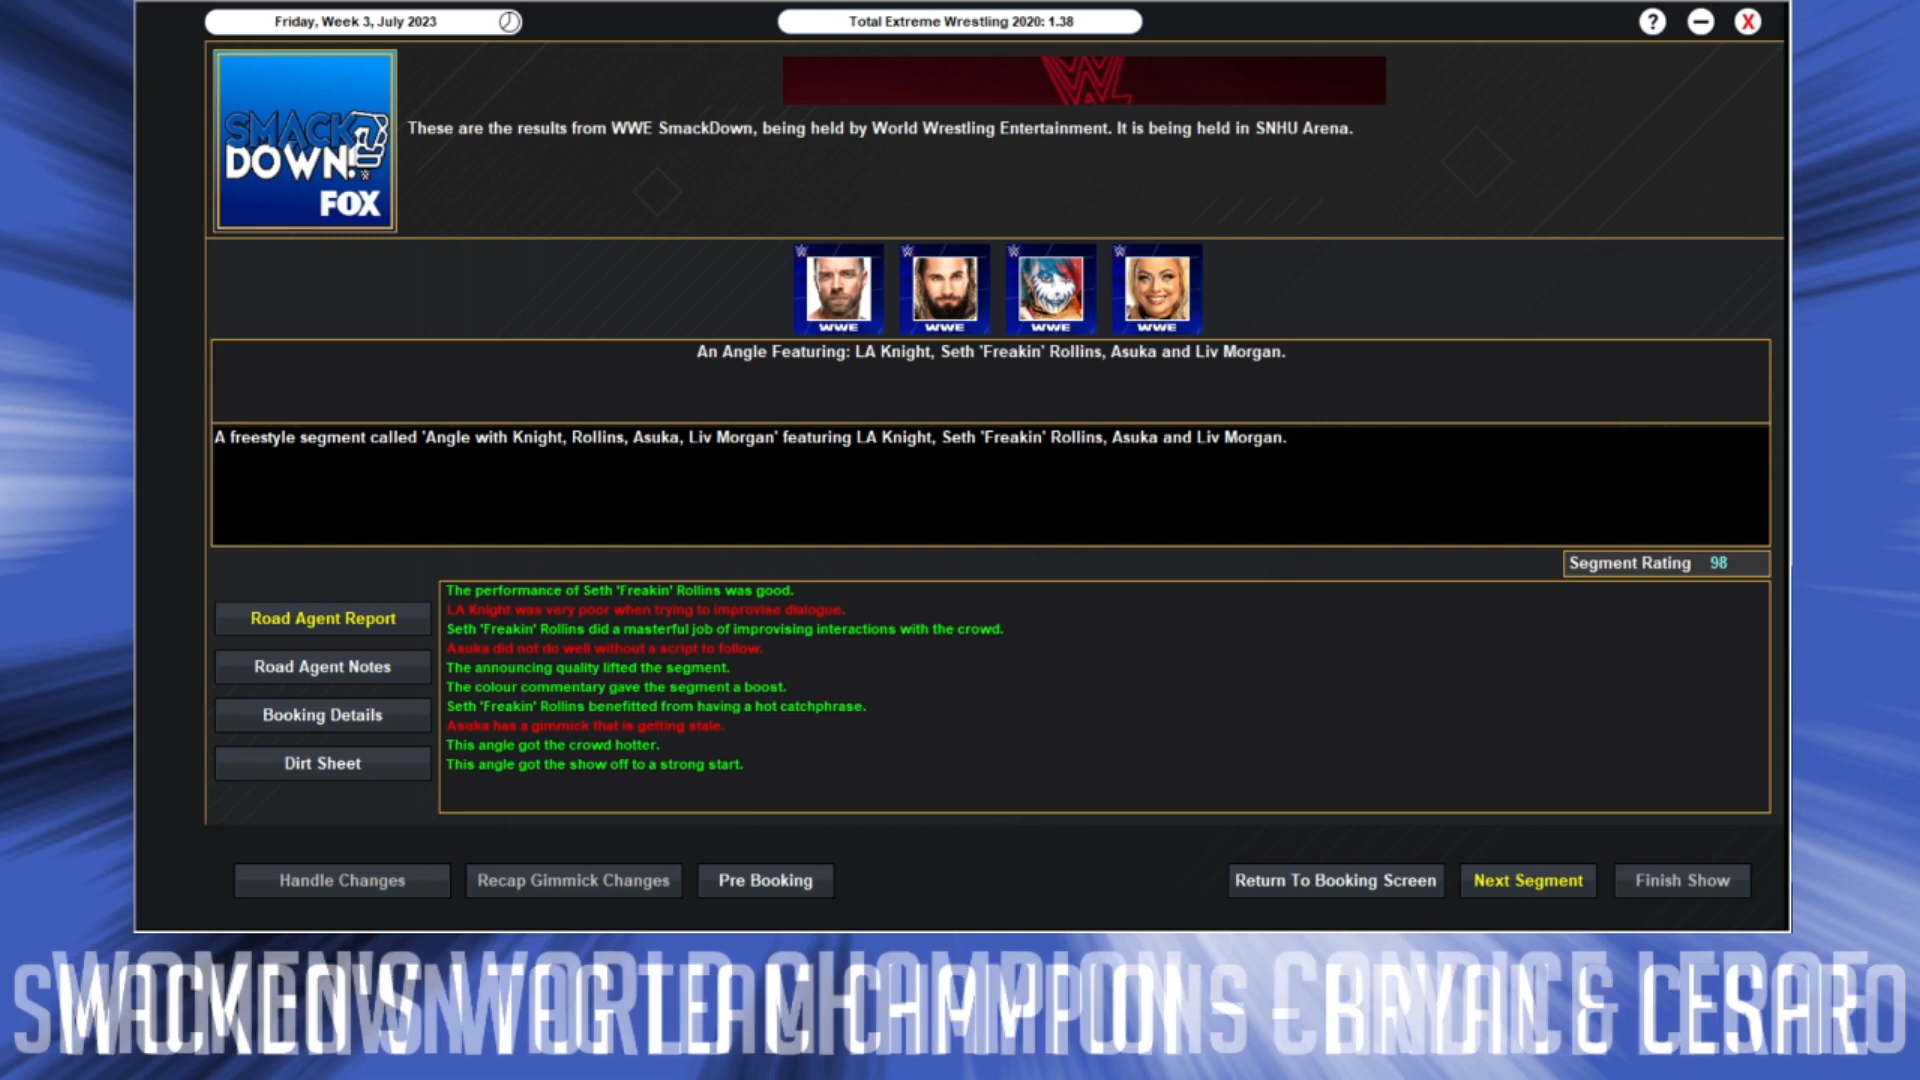 Friday, Week 3, July 2023
Total Extreme Wrestling 2020: 1.38
?
X
SMACK
DOWN!
FOX
These are the results from WWE SmackDown, being held by World Wrestling Entertainment. It is being held in SNHU Arena.
WWE WWE WWE WWE
An Angle Featuring: LA Knight, Seth 'Freakin' Rollins, Asuka and Liv Morgan.
A freestyle segment called 'Angle with Knight, Rollins, Asuka, Liv Morgan' featuring LA Knight, Seth 'Freakin' Rollins, Asuka and Liv Morgan.
Segment Rating 98
Road Agent Report
Road Agent Notes
Booking Details
Dirt Sheet
The performance of Seth 'Freakin' Rollins was good.
LA Knight was very poor when trying to improvise dialogue.
Seth 'Freakin' Rollins did a masterful job of improvising interactions with the crowd.
Asuka did not do well without a script to follow.
The announcing quality lifted the segment.
The colour commentary gave the segment a boost.
Seth 'Freakin' Rollins benefitted from having a hot catchphrase.
Asuka has a gimmick that is getting stale.
This angle got the crowd hotter.
This angle got the show off to a strong start.
Handle Changes
Recap Gimmick Changes
Pre Booking
Return To Booking Screen
Next Segment
Finish Show